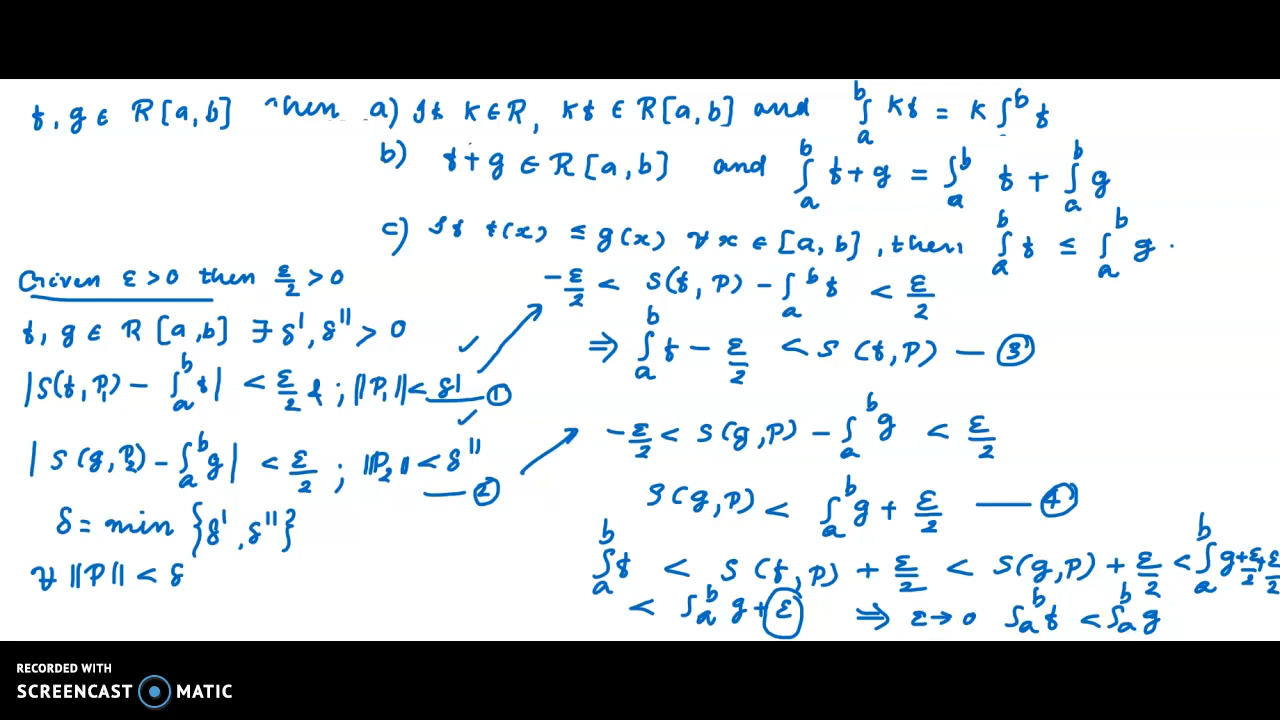 f, g ∈ R[a, b] then a) If K ∈ R, Kf ∈ R[a, b] and ∫_a^b Kf = K ∫^b f
b) f + g ∈ R[a, b] and ∫_a^b f + g = ∫_a^b f + ∫_a^b g
c) If f(x) ≤ g(x) ∀ x ∈ [a, b], then ∫_a^b f ≤ ∫_a^b g.
Given ε > 0 then ε/2 > 0
f, g ∈ R [a, b] ∃ δ', δ'' > 0
|S(f, P₁) - ∫_a^b f| < ε/2 & ; ||P₁|| < δ' — ①
| S(g, P₂) - ∫_a^b g | < ε/2 ; ||P₂|| < δ'' — ②
δ = min {δ', δ''}
∀ ||P|| < δ
-ε/2 < S(f, P) - ∫_a^b f < ε/2
⇒ ∫_a^b f - ε/2 < S(f, P) — ③'
-ε/2 < S(g, P) - ∫_a^b g < ε/2
S(g, P) < ∫_a^b g + ε/2 — ④'
∫_a^b f < S(f, P) + ε/2 < S(g, P) + ε/2 < ∫_a^b g + ε/2 + ε/2
< ∫_a^b g + ε ⇒ ε → 0 ∫_a^b f < ∫_a^b g
RECORDED WITH
SCREENCAST MATIC